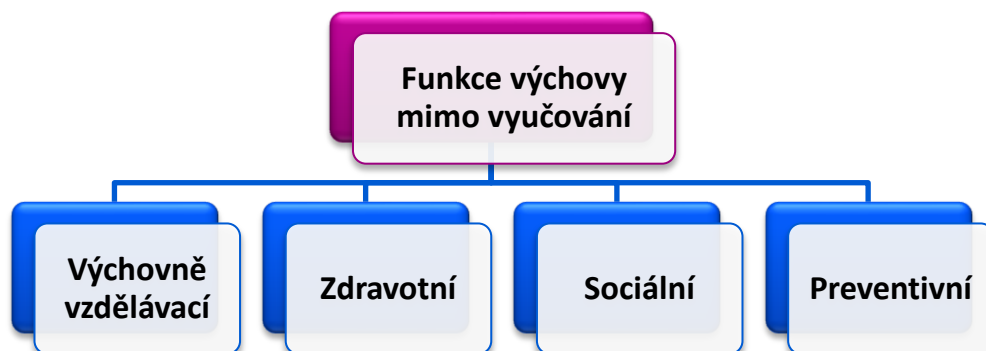 Funkce výchovy
mimo vyučování
Výchovně
vzdělávací
Zdravotní
Sociální
Preventivní